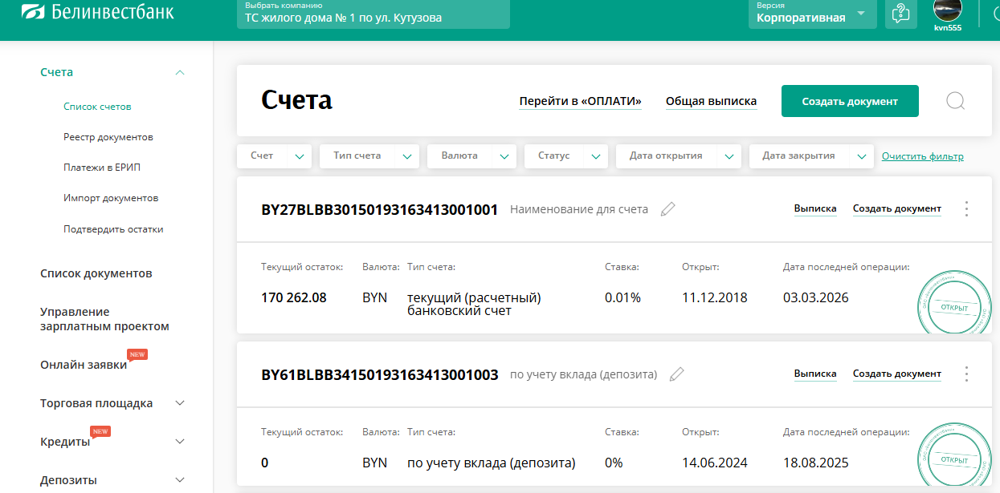 Белинвестбанк
Выбрать компанию
ТС жилого дома № 1 по ул. Кутузова
Версия
Корпоративная
kvn555
Счета
Список счетов
Реестр документов
Платежи в ЕРИП
Импорт документов
Подтвердить остатки
Список документов
Управление
зарплатным проектом
NEW
Онлайн заявки
Торговая площадка
NEW
Кредиты
Депозиты
Счета
Перейти в «ОПЛАТИ»
Общая выписка
Создать документ
Счет
Тип счета
Валюта
Статус
Дата открытия
Дата закрытия
Очистить фильтр
BY27BLBB30150193163413001001
Наименование для счета
Выписка
Создать документ
Текущий остаток: Валюта: Тип счета: Ставка: Открыт: Дата последней операции:
170 262.08 BYN текущий (расчетный) 0.01% 11.12.2018 03.03.2026
банковский счет
ОТКРЫТ
BY61BLBB34150193163413001003
по учету вклада (депозита)
Выписка
Создать документ
Текущий остаток: Валюта: Тип счета: Ставка: Открыт: Дата последней операции:
0 BYN по учету вклада (депозита) 0% 14.06.2024 18.08.2025
ОТКРЫТ